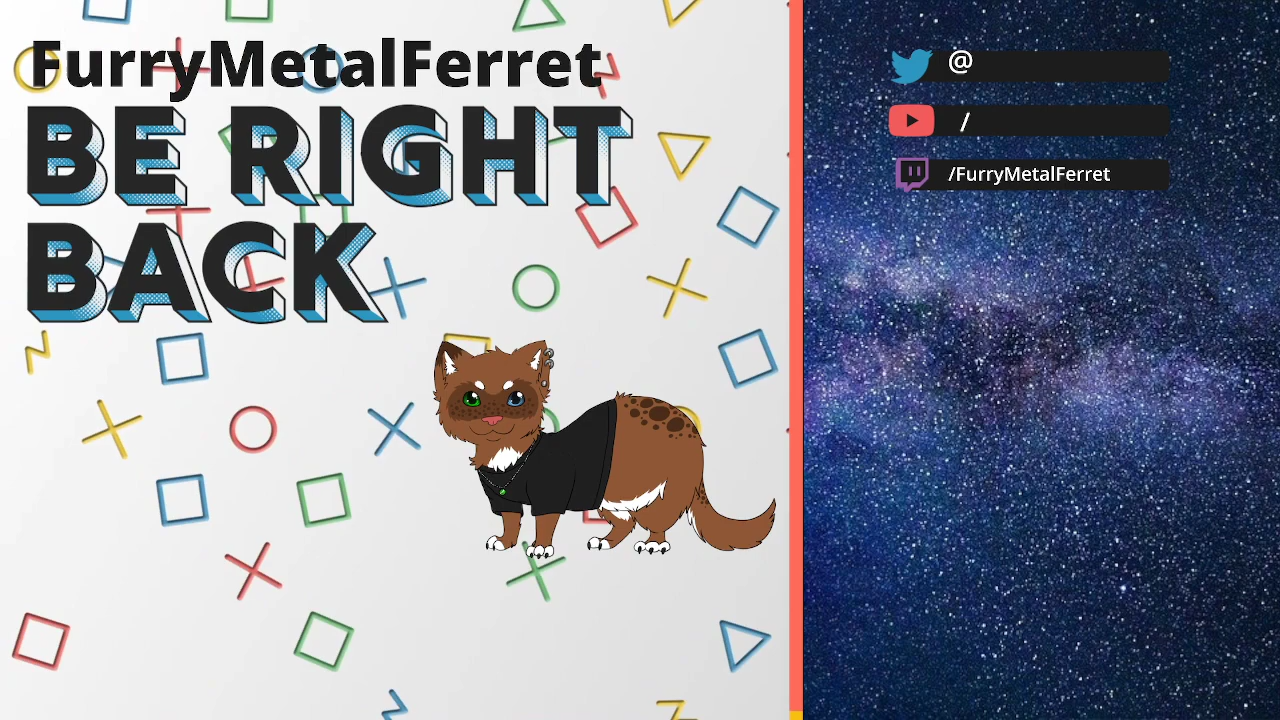 FurryMetalFerret
BE RIGHT
BACK
@
/
/FurryMetalFerret